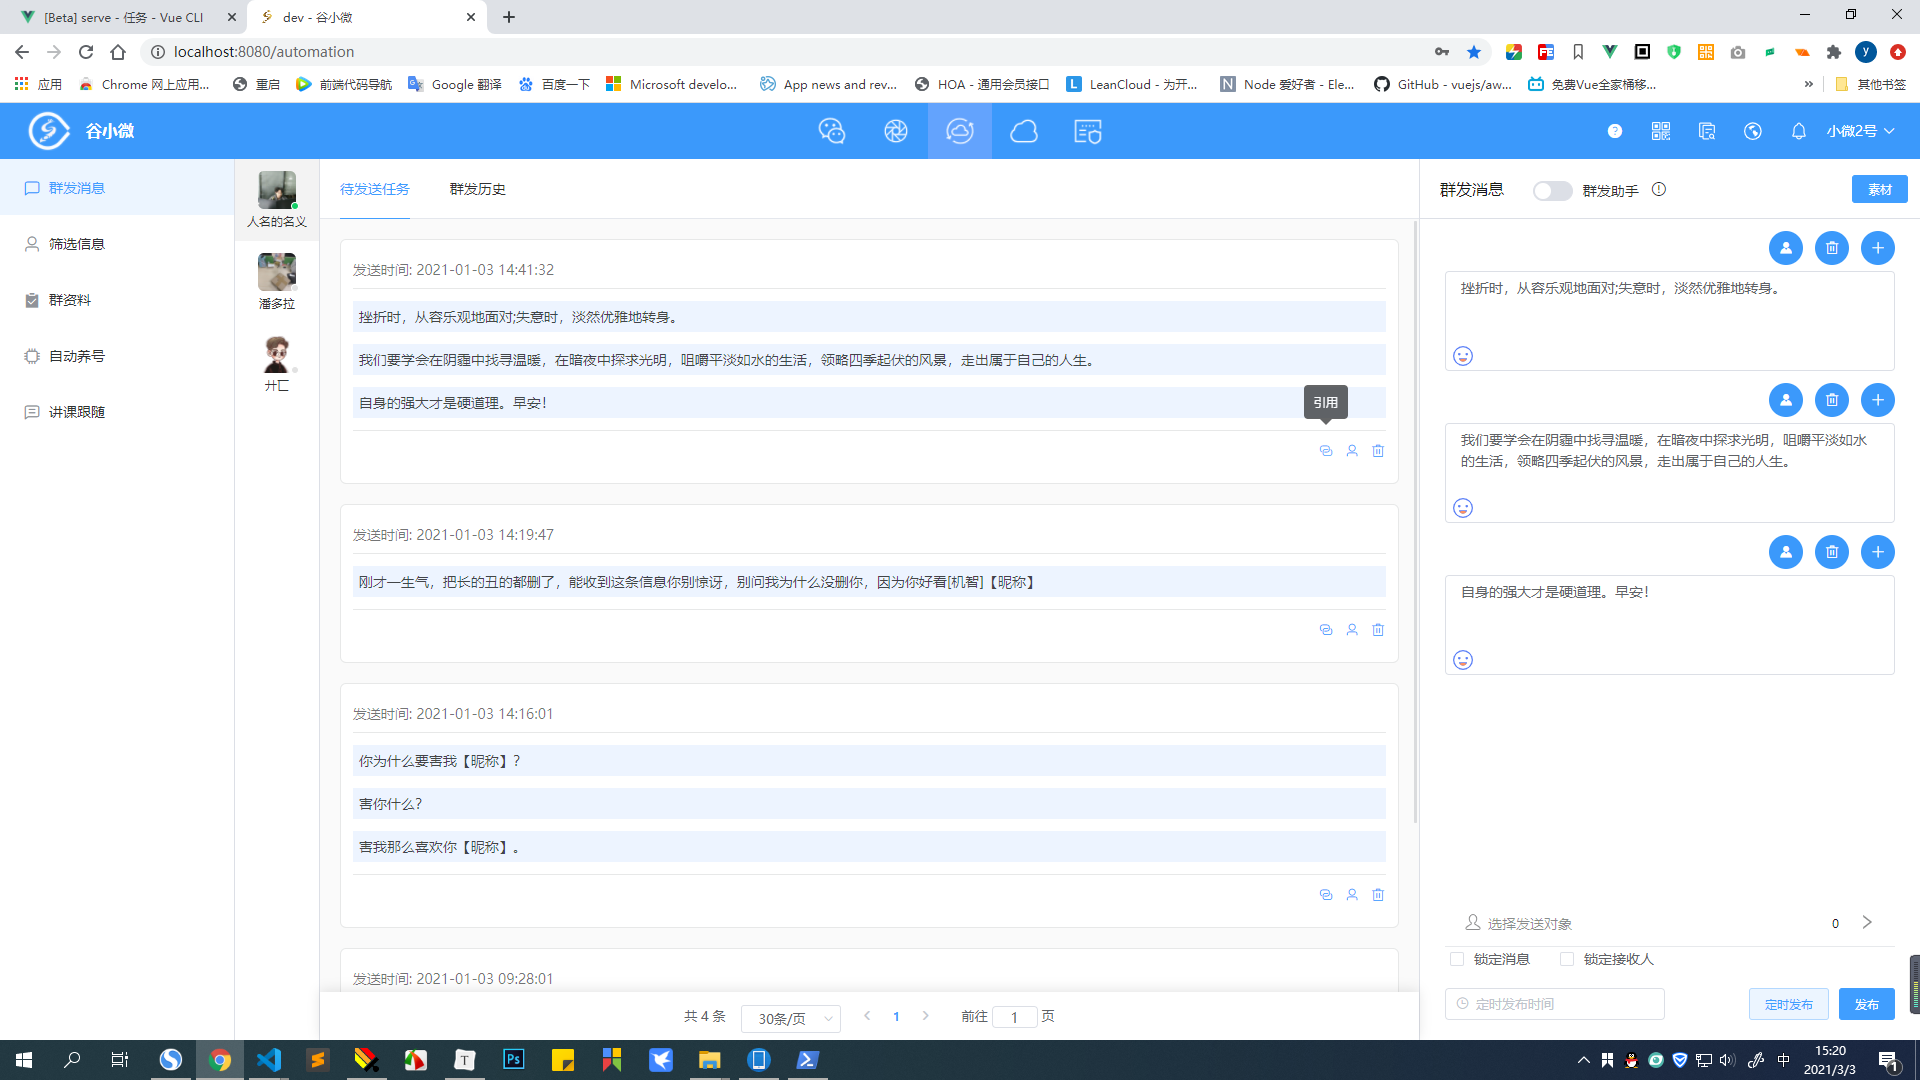 [Beta] serve - 任务 - Vue CLI
dev - 谷小微
localhost:8080/automation
应用
Chrome 网上应用...
重启
前端代码导航
Google 翻译
百度一下
Microsoft develo...
App news and rev...
HOA - 通用会员接口
LeanCloud - 为开...
Node 爱好者 - Ele...
GitHub - vuejs/aw...
免费Vue全家桶移...
»
其他书签
谷小微
小微2号
群发消息
筛选信息
群资料
自动养号
讲课跟随
人名的名义
潘多拉
廾匸
待发送任务
群发历史
发送时间: 2021-01-03 14:41:32
挫折时，从容乐观地面对;失意时，淡然优雅地转身。
我们要学会在阴霾中找寻温暖，在暗夜中探求光明，咀嚼平淡如水的生活，领略四季起伏的风景，走出属于自己的人生。
自身的强大才是硬道理。早安！
引用
发送时间: 2021-01-03 14:19:47
刚才一生气，把长的丑的都删了，能收到这条信息你别惊讶，别问我为什么没删你，因为你好看[机智]【昵称】
发送时间: 2021-01-03 14:16:01
你为什么要害我【昵称】？
害你什么？
害我那么喜欢你【昵称】。
发送时间: 2021-01-03 09:28:01
共 4 条
30条/页
1
前往 1 页
群发消息
群发助手
素材
挫折时，从容乐观地面对;失意时，淡然优雅地转身。
我们要学会在阴霾中找寻温暖，在暗夜中探求光明，咀嚼平淡如水
的生活，领略四季起伏的风景，走出属于自己的人生。
自身的强大才是硬道理。早安！
选择发送对象
0
锁定消息
锁定接收人
定时发布时间
定时发布
发布
中
15:20
2021/3/3
1